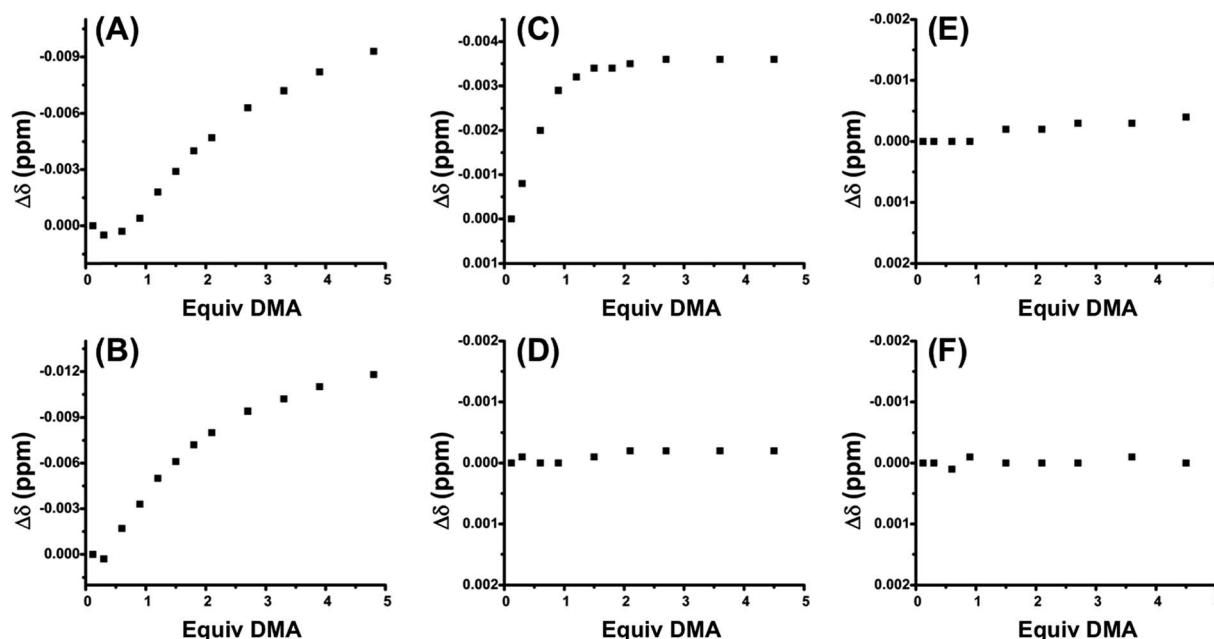 (A)
-0.009
-0.006
-0.003
0.000
Δδ (ppm)
0 1 2 3 4 5
Equiv DMA
(C)
-0.004
-0.003
-0.002
-0.001
0.000
0.001
Δδ (ppm)
0 1 2 3 4 5
Equiv DMA
(E)
-0.002
-0.001
0.000
0.001
0.002
Δδ (ppm)
0 1 2 3 4
Equiv DMA
(B)
-0.012
-0.009
-0.006
-0.003
0.000
Δδ (ppm)
0 1 2 3 4 5
Equiv DMA
(D)
-0.002
-0.001
0.000
0.001
0.002
Δδ (ppm)
0 1 2 3 4 5
Equiv DMA
(F)
-0.002
-0.001
0.000
0.001
0.002
Δδ (ppm)
0 1 2 3 4
Equiv DMA